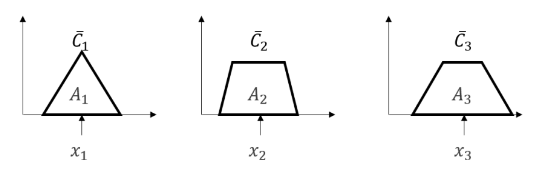 C̄₁ C̄₂ C̄₃
A₁ A₂ A₃
x₁ x₂ x₃